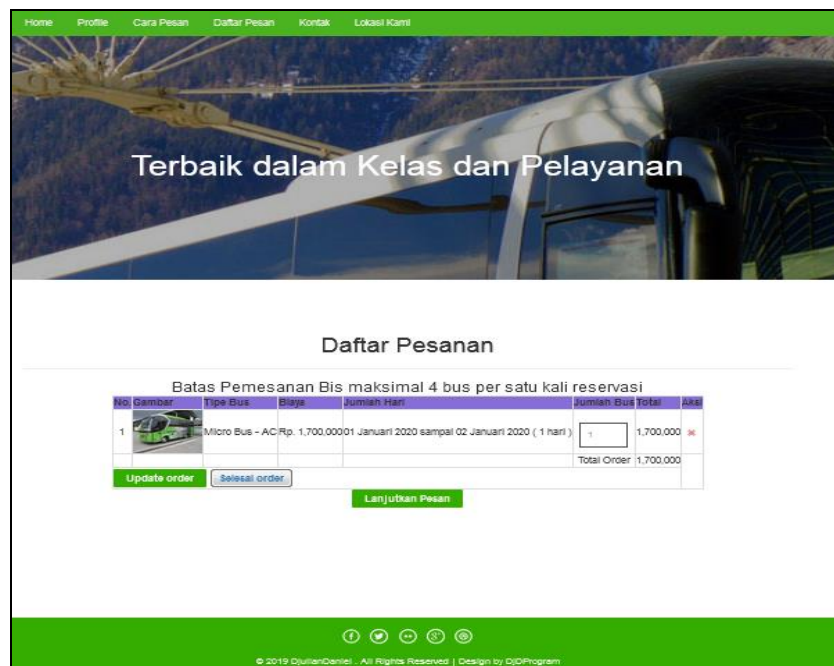 Home Profile Cara Pesan Daftar Pesan Kontak Lokasi Kami
Terbaik dalam Kelas dan Pelayanan
Daftar Pesanan
Batas Pemesanan Bis maksimal 4 bus per satu kali reservasi
No. Gambar Tipe Bus Biaya Jumlah Hari Jumlah Bus Total Aksi
1 Micro Bus - AC Rp. 1,700,000 01 Januari 2020 sampai 02 Januari 2020 ( 1 hari ) 1 1,700,000
Total Order 1,700,000
Update order Selesai order
Lanjutkan Pesan
© 2019 DjulianDaniel . All Rights Reserved | Design by DjDProgram